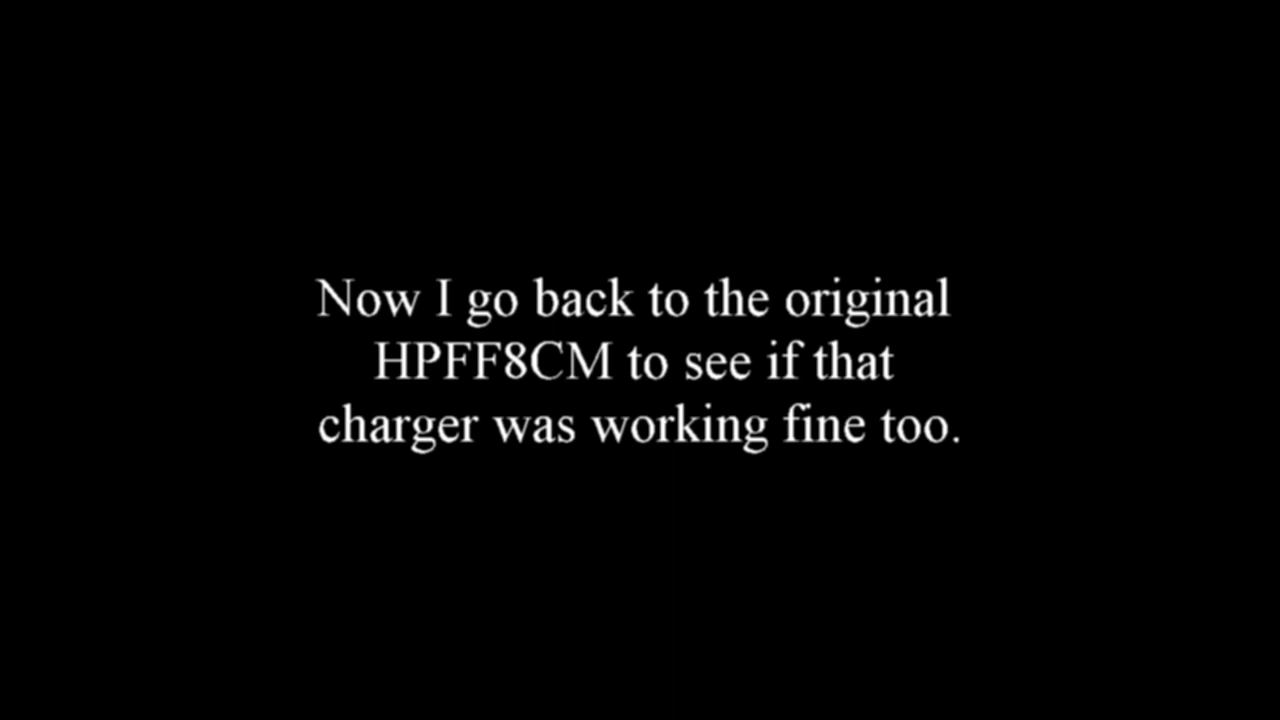 Now I go back to the original
HPFF8CM to see if that
charger was working fine too.